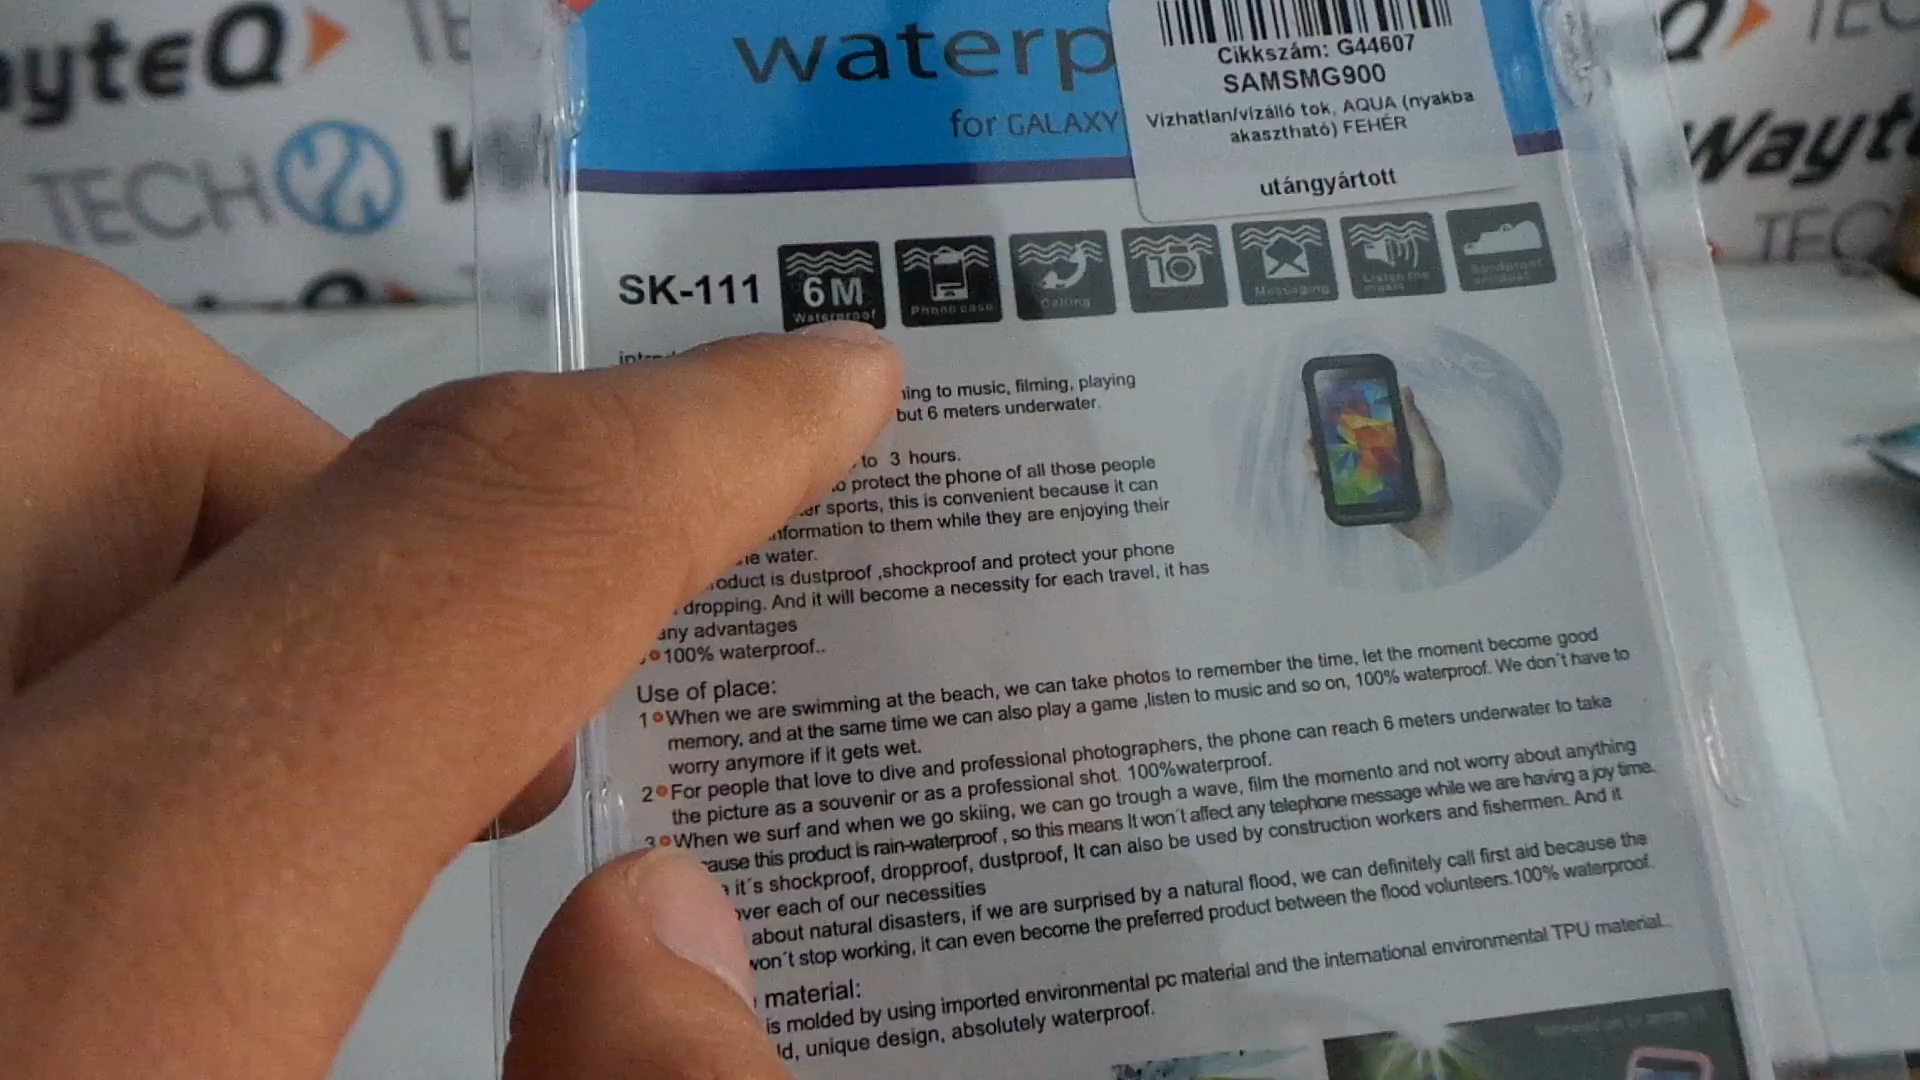 WayteQ
TECH
waterp
for GALAXY
Cikkszám: G44607
SAMSMG900
Vízhatlan/vízálló tok, AQUA (nyakba
akasztható) FEHÉR
utángyártott
SK-111
6M
Waterproof
Phone case
Calling
Messaging
Listen the
music
ning to music, filming, playing
but 6 meters underwater.
to 3 hours.
to protect the phone of all those people
sports, this is convenient because it can
information to them while they are enjoying their
water.
is dustproof ,shockproof and protect your phone
dropping. And it will become a necessity for each travel, it has
any advantages
100% waterproof..
Use of place:
1 When we are swimming at the beach, we can take photos to remember the time, let the moment become good
memory, and at the same time we can also play a game ,listen to music and so on, 100% waterproof. We don´t have to
worry anymore if it gets wet.
2 For people that love to dive and professional photographers, the phone can reach 6 meters underwater to take
the picture as a souvenir or as a professional shot. 100%waterproof.
3 When we surf and when we go skiing, we can go trough a wave, film the momento and not worry about anything
cause this product is rain-waterproof , so this means It won´t affect any telephone message while we are having a joy time.
it´s shockproof, dropproof, dustproof, It can also be used by construction workers and fishermen. And it
over each of our necessities
about natural disasters, if we are surprised by a natural flood, we can definitely call first aid because the
won´t stop working, it can even become the preferred product between the flood volunteers.100% waterproof.
material:
is molded by using imported environmental pc material and the international environmental TPU material..
ld, unique design, absolutely waterproof.